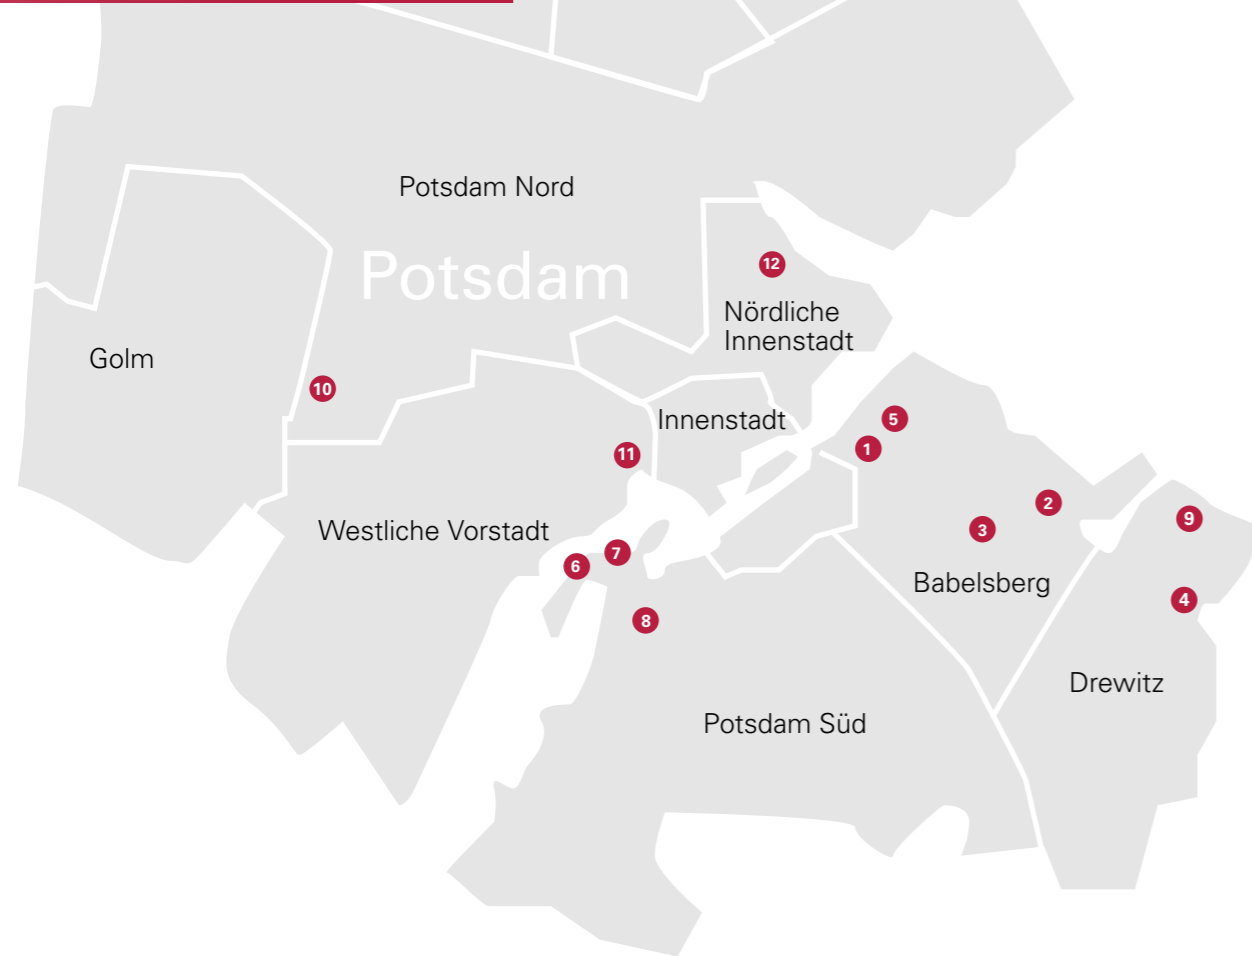 Potsdam Nord
Potsdam
12
Nördliche
Innenstadt
Golm
10
Innenstadt
5
1
11
2
9
3
Westliche Vorstadt
7
6
Babelsberg
4
8
Drewitz
Potsdam Süd